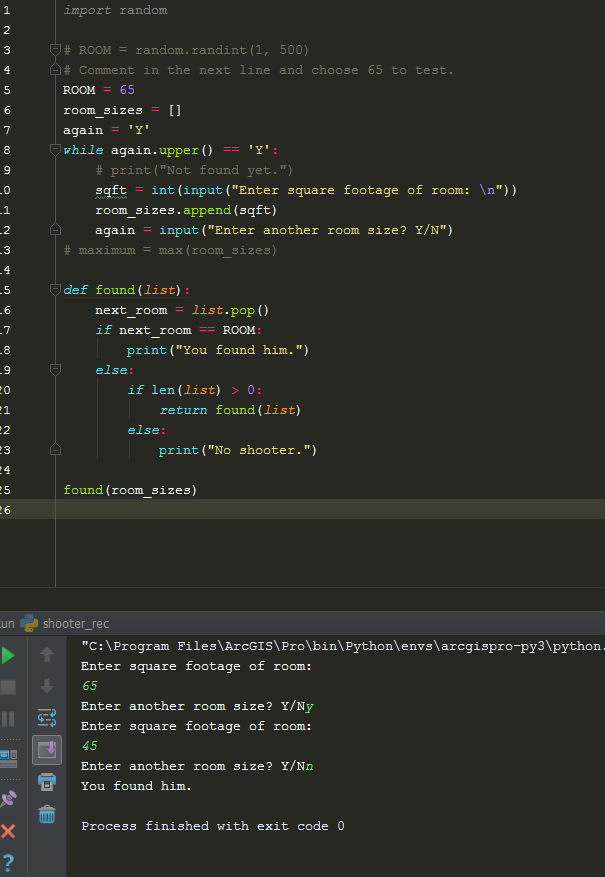 1 import random
2
3 # ROOM = random.randint(1, 500)
4 # Comment in the next line and choose 65 to test.
5 ROOM = 65
6 room_sizes = []
7 again = 'Y'
8 while again.upper() == 'Y':
9 # print("Not found yet.")
10 sqft = int(input("Enter square footage of room: \n"))
11 room_sizes.append(sqft)
12 again = input("Enter another room size? Y/N")
13 # maximum = max(room_sizes)
14
15 def found(list):
16 next_room = list.pop()
17 if next_room == ROOM:
18 print("You found him.")
19 else:
20 if len(list) > 0:
21 return found(list)
22 else:
23 print("No shooter.")
24
25 found(room_sizes)
26
un shooter_rec
"C:\Program Files\ArcGIS\Pro\bin\Python\envs\arcgispro-py3\python.
Enter square footage of room:
65
Enter another room size? Y/Ny
Enter square footage of room:
45
Enter another room size? Y/Nn
You found him.
Process finished with exit code 0